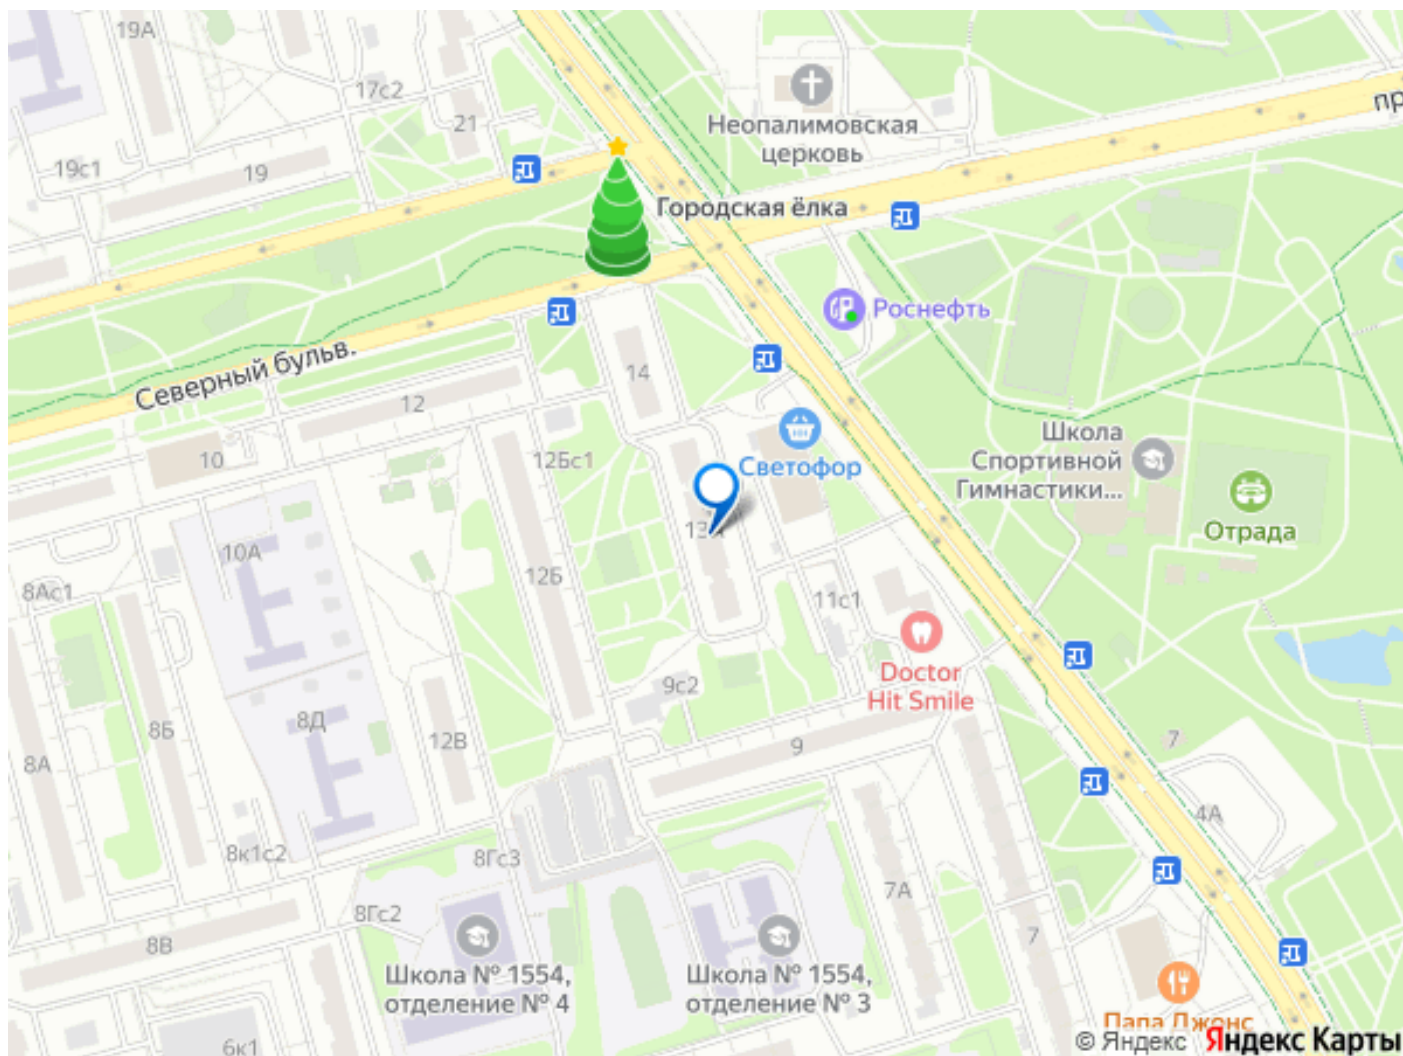 19А
17с2
21
19с1
19
Неопалимовская
церковь
Городская ёлка
Роснефть
Северный бульв.
14
12
10
12Бс1
Светофор
Школа
Спортивной
Гимнастики...
Отрада
10А
12Б
8Ас1
11с1
Doctor
Hit Smile
9с2
8Б
8Д
12В
8А
9
7
4А
8к1с2
8Гс3
7А
8Гс2
8В
7
Школа № 1554,
отделение № 4
Школа № 1554,
отделение № 3
Папа Джонс
6к1
© Яндекс Яндекс Карты